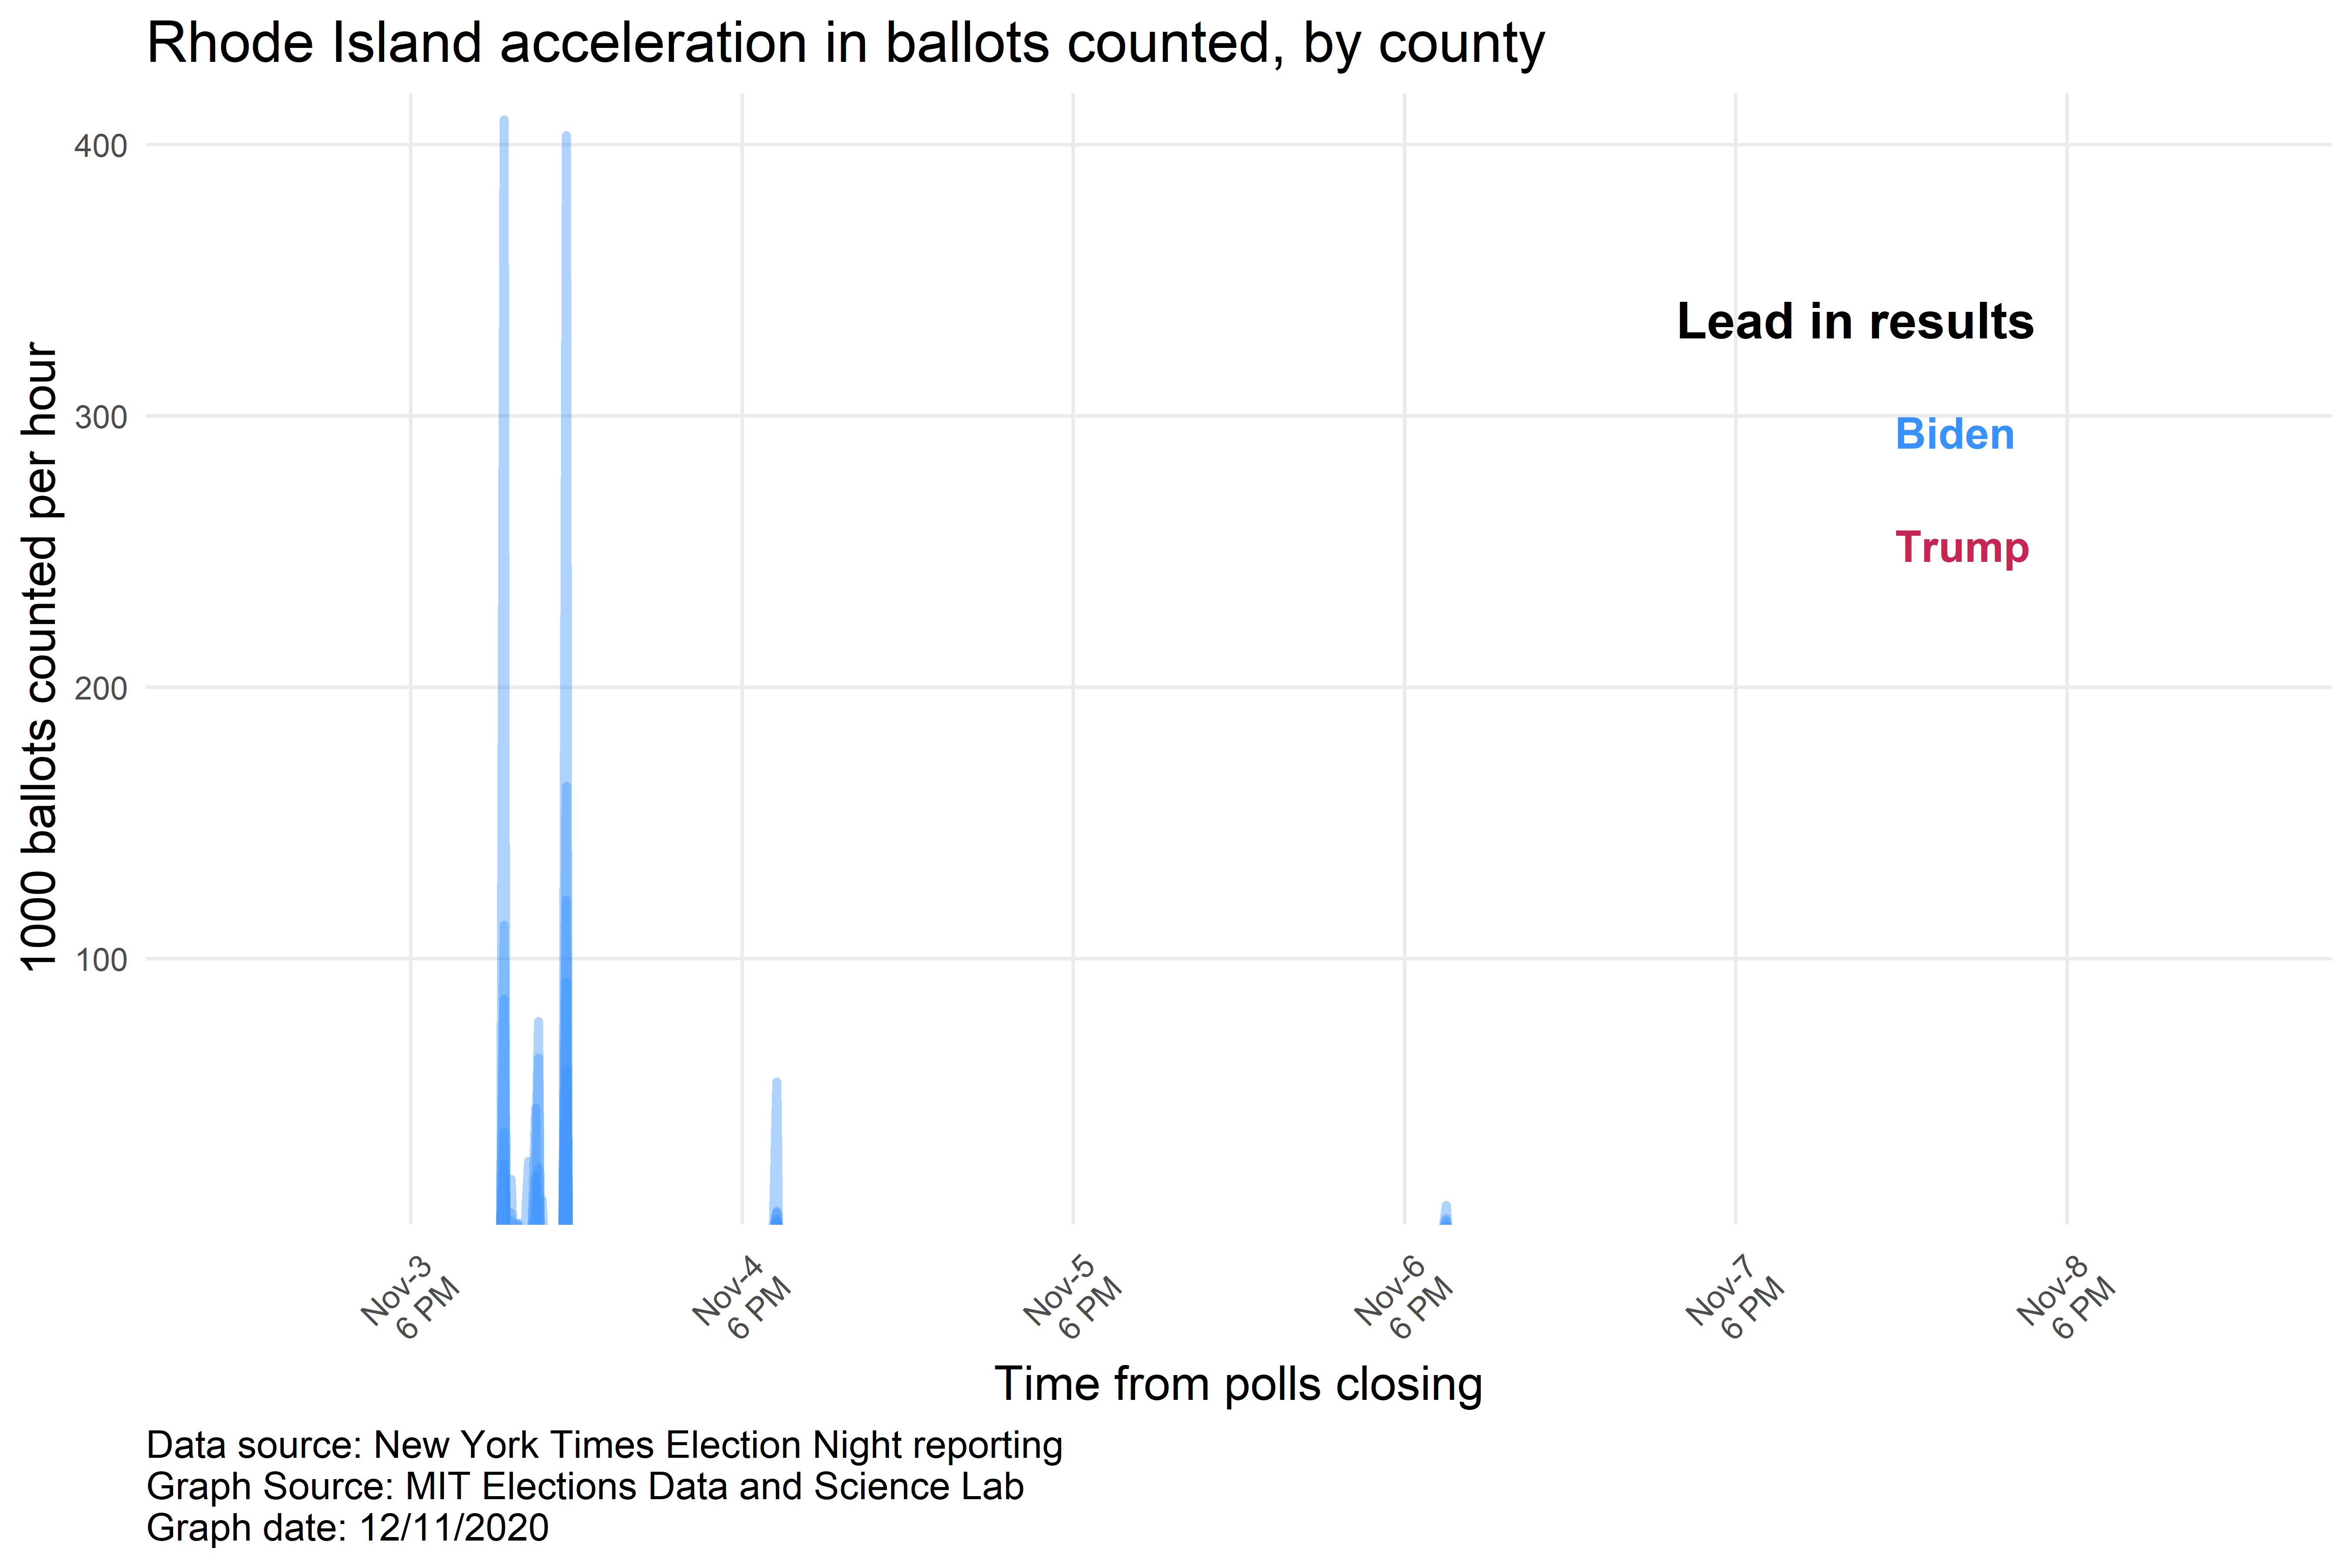 Rhode Island acceleration in ballots counted, by county
1000 ballots counted per hour
400
300
200
100
Lead in results
Biden
Trump
Nov-3
6 PM
Nov-4
6 PM
Nov-5
6 PM
Nov-6
6 PM
Nov-7
6 PM
Nov-8
6 PM
Time from polls closing
Data source: New York Times Election Night reporting
Graph Source: MIT Elections Data and Science Lab
Graph date: 12/11/2020